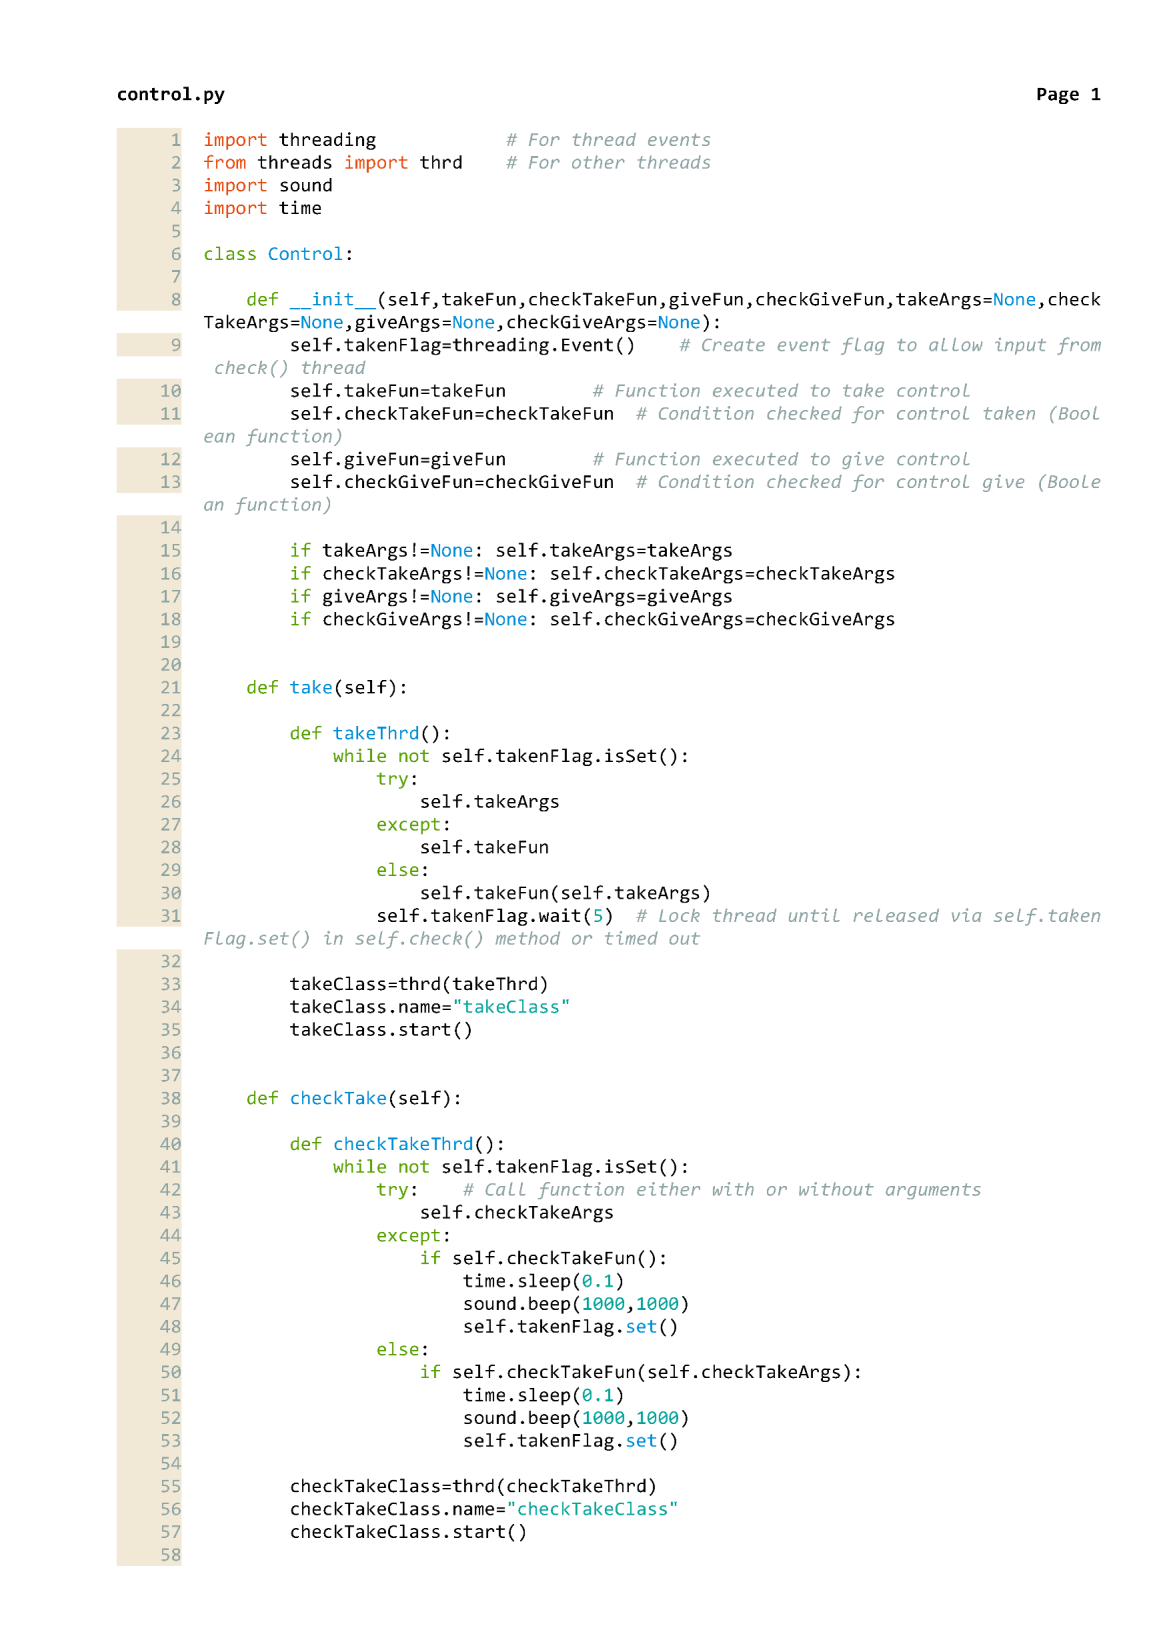 control.py Page 1
1 import threading # For thread events
2 from threads import thrd # For other threads
3 import sound
4 import time
5
6 class Control:
7
8 def __init__(self,takeFun,checkTakeFun,giveFun,checkGiveFun,takeArgs=None,check
TakeArgs=None,giveArgs=None,checkGiveArgs=None):
9 self.takenFlag=threading.Event() # Create event flag to allow input from
check() thread
10 self.takeFun=takeFun # Function executed to take control
11 self.checkTakeFun=checkTakeFun # Condition checked for control taken (Bool
ean function)
12 self.giveFun=giveFun # Function executed to give control
13 self.checkGiveFun=checkGiveFun # Condition checked for control give (Boole
an function)
14
15 if takeArgs!=None: self.takeArgs=takeArgs
16 if checkTakeArgs!=None: self.checkTakeArgs=checkTakeArgs
17 if giveArgs!=None: self.giveArgs=giveArgs
18 if checkGiveArgs!=None: self.checkGiveArgs=checkGiveArgs
19
20
21 def take(self):
22
23 def takeThrd():
24 while not self.takenFlag.isSet():
25 try:
26 self.takeArgs
27 except:
28 self.takeFun
29 else:
30 self.takeFun(self.takeArgs)
31 self.takenFlag.wait(5) # Lock thread until released via self.taken
Flag.set() in self.check() method or timed out
32
33 takeClass=thrd(takeThrd)
34 takeClass.name="takeClass"
35 takeClass.start()
36
37
38 def checkTake(self):
39
40 def checkTakeThrd():
41 while not self.takenFlag.isSet():
42 try: # Call function either with or without arguments
43 self.checkTakeArgs
44 except:
45 if self.checkTakeFun():
46 time.sleep(0.1)
47 sound.beep(1000,1000)
48 self.takenFlag.set()
49 else:
50 if self.checkTakeFun(self.checkTakeArgs):
51 time.sleep(0.1)
52 sound.beep(1000,1000)
53 self.takenFlag.set()
54
55 checkTakeClass=thrd(checkTakeThrd)
56 checkTakeClass.name="checkTakeClass"
57 checkTakeClass.start()
58